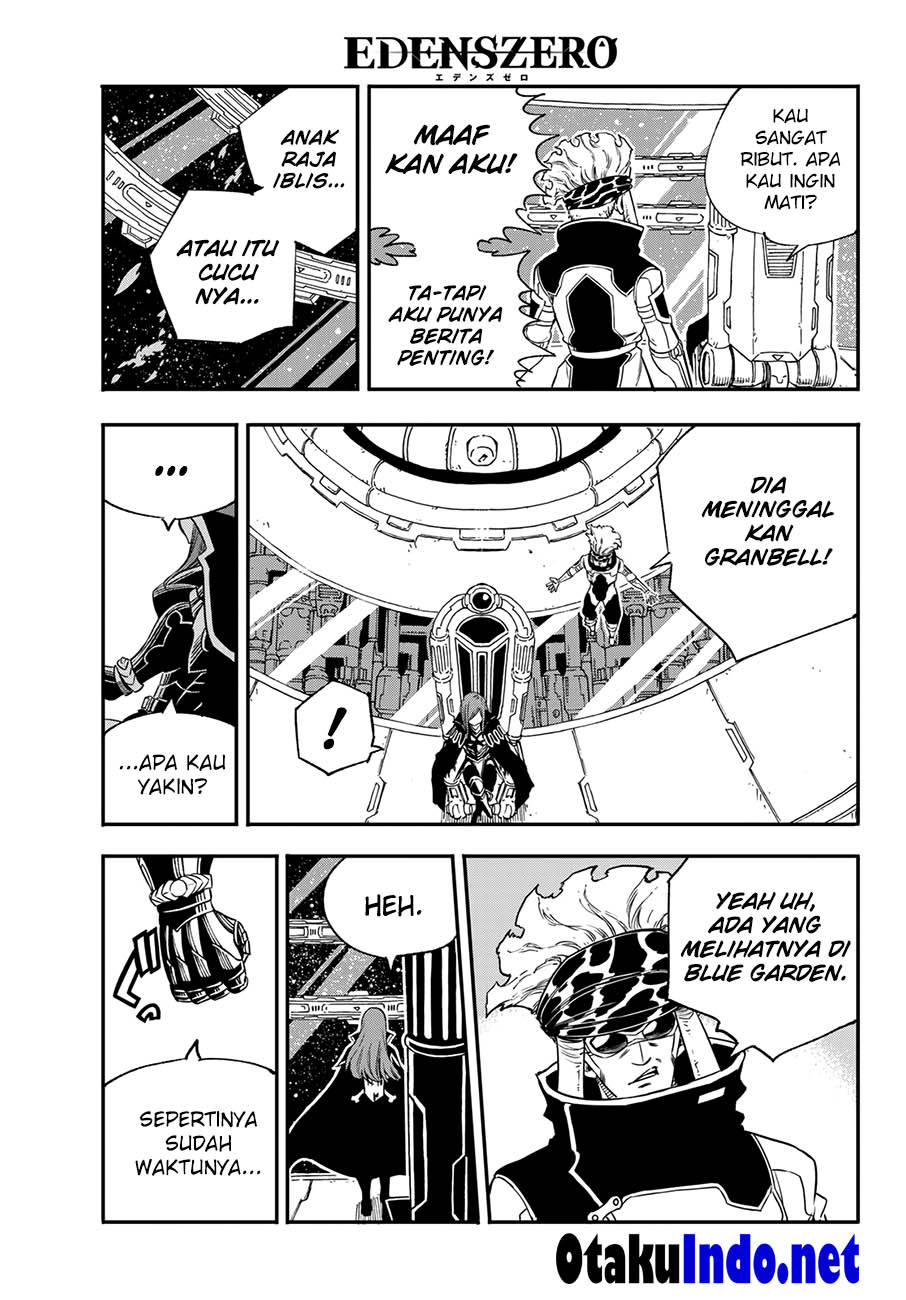 EDENSZERO
エデンズゼロ
KAU
SANGAT
RIBUT. APA
KAU INGIN
MATI?
MAAF
KAN AKU!
TA-TAPI
AKU PUNYA
BERITA
PENTING!
ANAK
RAJA
IBLIS...
ATAU ITU
CUCU
NYA...
DIA
MENINGGAL
KAN
GRANBELL!
!
...
...APA KAU
YAKIN?
YEAH UH,
ADA YANG
MELIHATNYA DI
BLUE GARDEN.
HEH.
SEPERTINYA
SUDAH
WAKTUNYA...
OtakuIndo.net